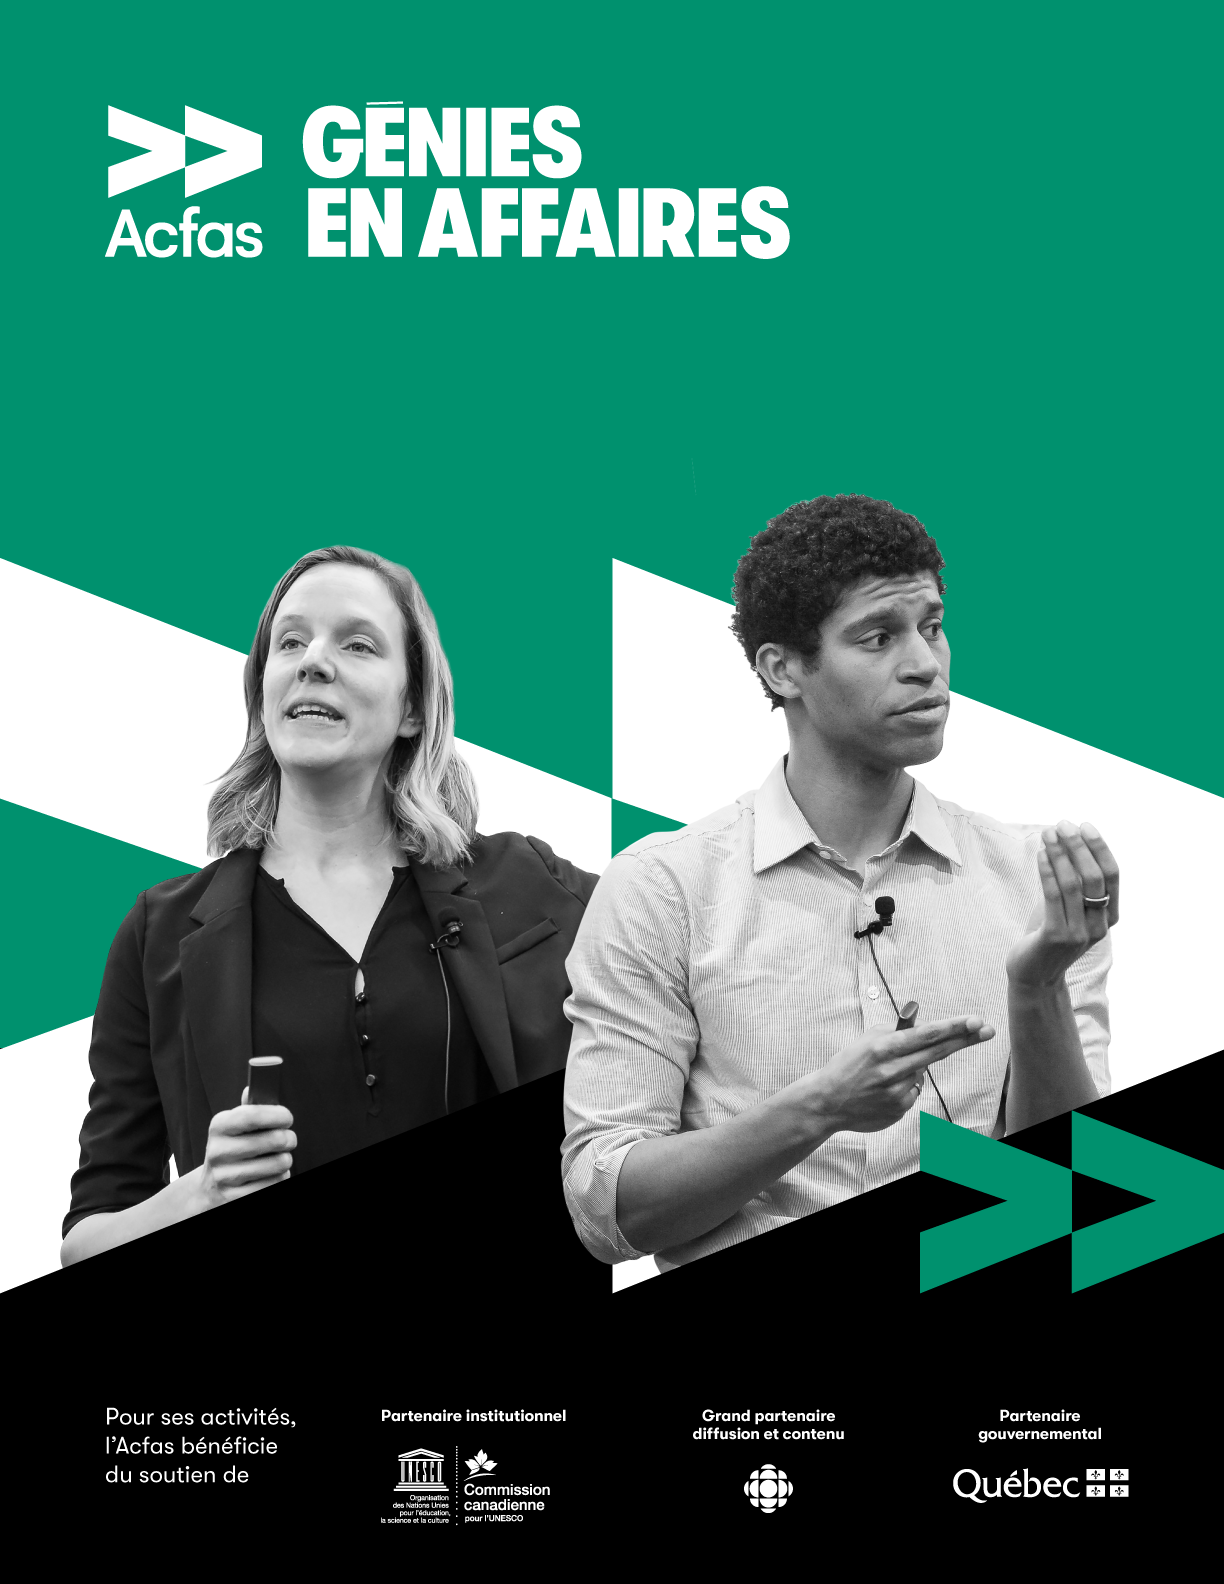 Acfas
GÉNIES
EN AFFAIRES
Pour ses activités,
l'Acfas bénéficie
du soutien de
Partenaire institutionnel
UNESCO
Organisation
des Nations Unies
pour l'éducation,
la science et la culture
Commission
canadienne
pour l'UNESCO
Grand partenaire
diffusion et contenu
Partenaire
gouvernemental
Québec